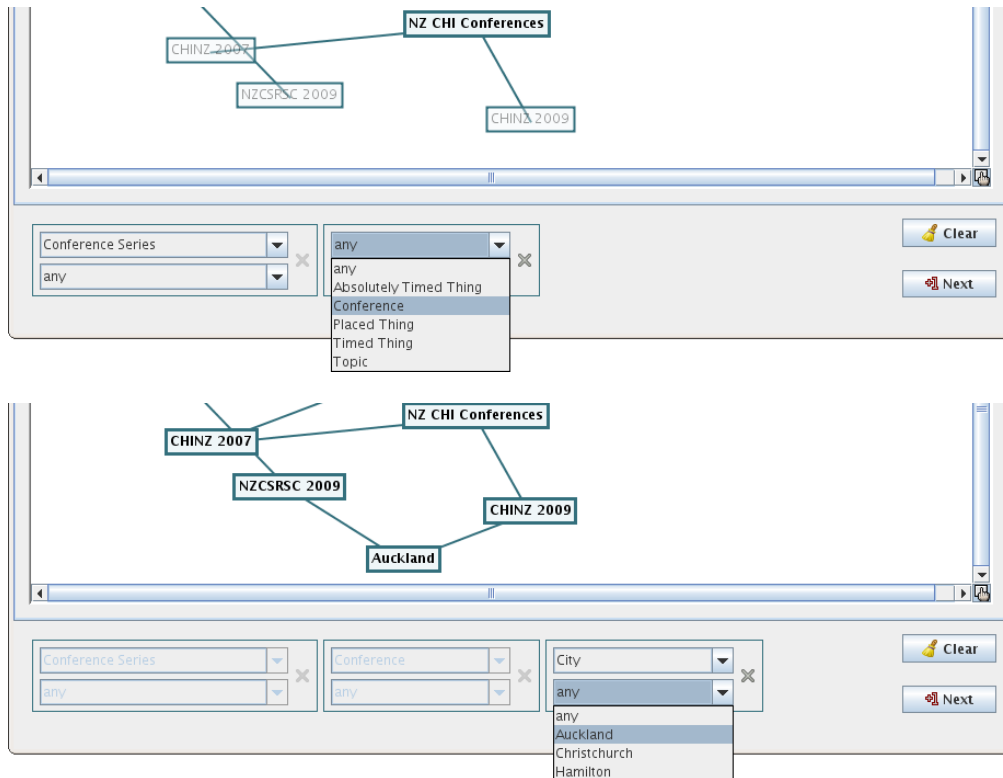 NZ CHI Conferences
CHINZ 2007
NZCSRSC 2009
CHINZ 2009
Conference Series
any
any
any
Absolutely Timed Thing
Conference
Placed Thing
Timed Thing
Topic
Clear
Next
NZ CHI Conferences
CHINZ 2007
NZCSRSC 2009
CHINZ 2009
Auckland
Conference Series
any
Conference
any
City
any
any
Auckland
Christchurch
Hamilton
Clear
Next